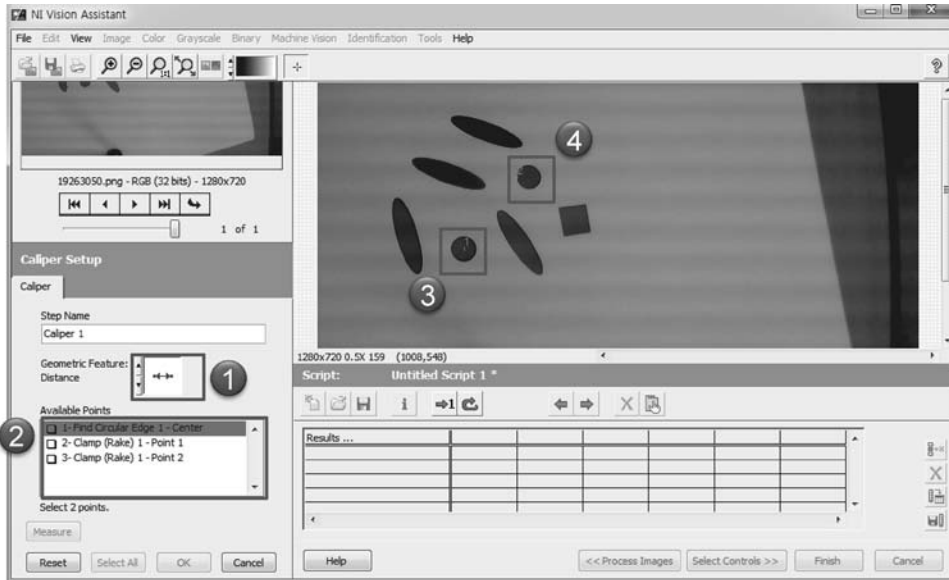 NI Vision Assistant
File Edit View Image Color Grayscale Binary Machine Vision Identification Tools Help
1:1
?
19263050.png - RGB (32 bits) - 1280x720
1 of 1
Caliper Setup
Caliper
Step Name
Caliper 1
Geometric Feature:
Distance
1
Available Points
2
1- Find Circular Edge 1 - Center
2- Clamp (Rake) 1 - Point 1
3- Clamp (Rake) 1 - Point 2
Select 2 points.
Measure
Reset Select All OK Cancel
4
3
1280x720 0.5X 159 (1008,548)
Script: Untitled Script 1 *
Results ...
Help << Process Images Select Controls >> Finish Cancel